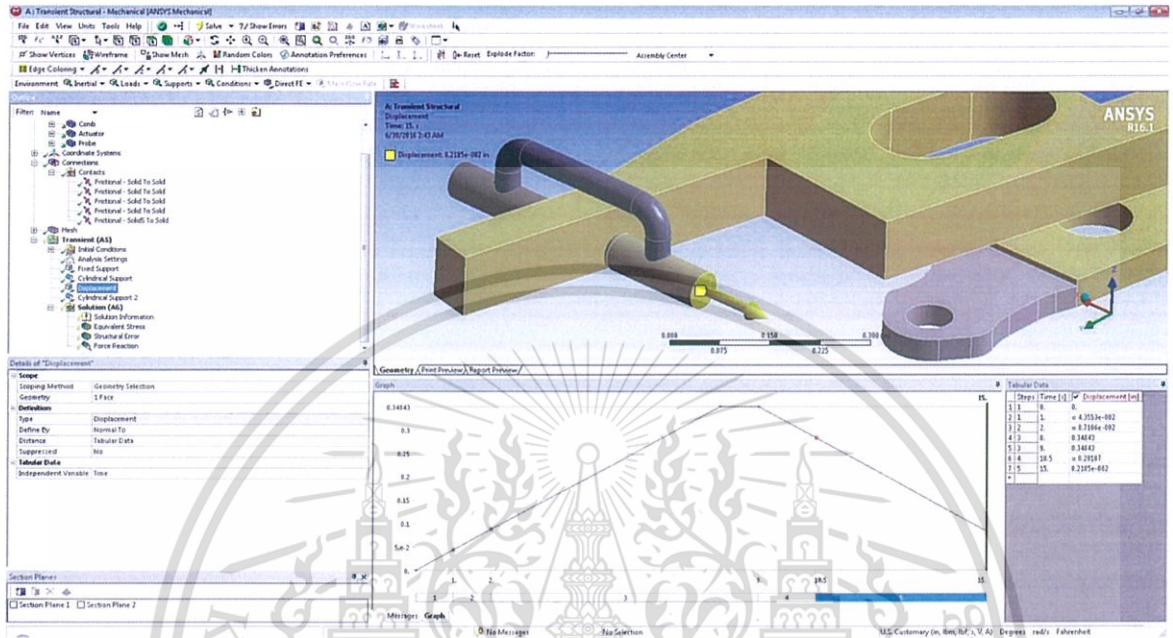 A: Transient Structural - Mechanical [ANSYS Mechanical]
File Edit View Units Tools Help Solve ?/ Show Errors Worksheet
Show Vertices Wireframe Show Mesh Random Colors Annotation Preferences Reset Explode Factor: Assembly Center
Edge Coloring Thicken Annotations
Environment Inertial Loads Supports Conditions Direct FE
Outline
Filter: Name
Comb
Actuator
Probe
Coordinate Systems
Connections
Contacts
Frictional - Solid To Solid
Frictional - Solid To Solid
Frictional - Solid To Solid
Frictional - Solid To Solid
Frictional - Solid5 To Solid
Mesh
Transient (A5)
Initial Conditions
Analysis Settings
Fixed Support
Cylindrical Support
Displacement
Cylindrical Support 2
Solution (A6)
Solution Information
Equivalent Stress
Structural Error
Force Reaction
Details of "Displacement"
Scope
Scoping Method Geometry Selection
Geometry 1 Face
Definition
Type Displacement
Define By Normal To
Distance Tabular Data
Suppressed No
Tabular Data
Independent Variable Time
Section Planes
Section Plane 1 Section Plane 2
A: Transient Structural
Displacement
Time: 15. s
6/30/2016 2:43 AM
Displacement: 8.2185e-002 in
ANSYS
R16.1
0.000 0.150 0.300
0.075 0.225
Z
Geometry Print Preview Report Preview
Graph
15.
0.34843
0.3
0.25
0.2
0.15
0.1
5.e-2
0.
1. 2. 9. 10.5 15.
1 2 3 4
Messages Graph
Tabular Data
Steps Time [s] Displacement [in]
1 1 0. 0.
2 1 1. = 4.3553e-002
3 2 2. = 8.7106e-002
4 3 8. 0.34843
5 3 9. 0.34843
6 4 10.5 = 0.28187
7 5 15. 8.2185e-002
*
No Messages No Selection U.S. Customary (in, lbm, lbf, s, V, A) Degrees rad/s Fahrenheit